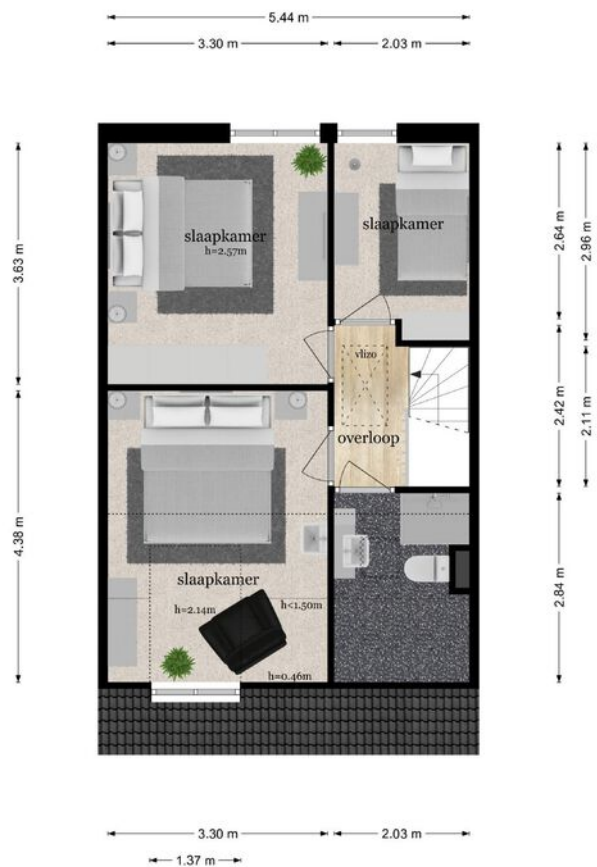 5.44 m
3.30 m
2.03 m
3.63 m
4.38 m
2.64 m
2.96 m
2.42 m
2.11 m
2.84 m
slaapkamer
h=2.57m
slaapkamer
vlizo
overloop
slaapkamer
h=2.14m
h<1.50m
h=0.46m
3.30 m
2.03 m
1.37 m